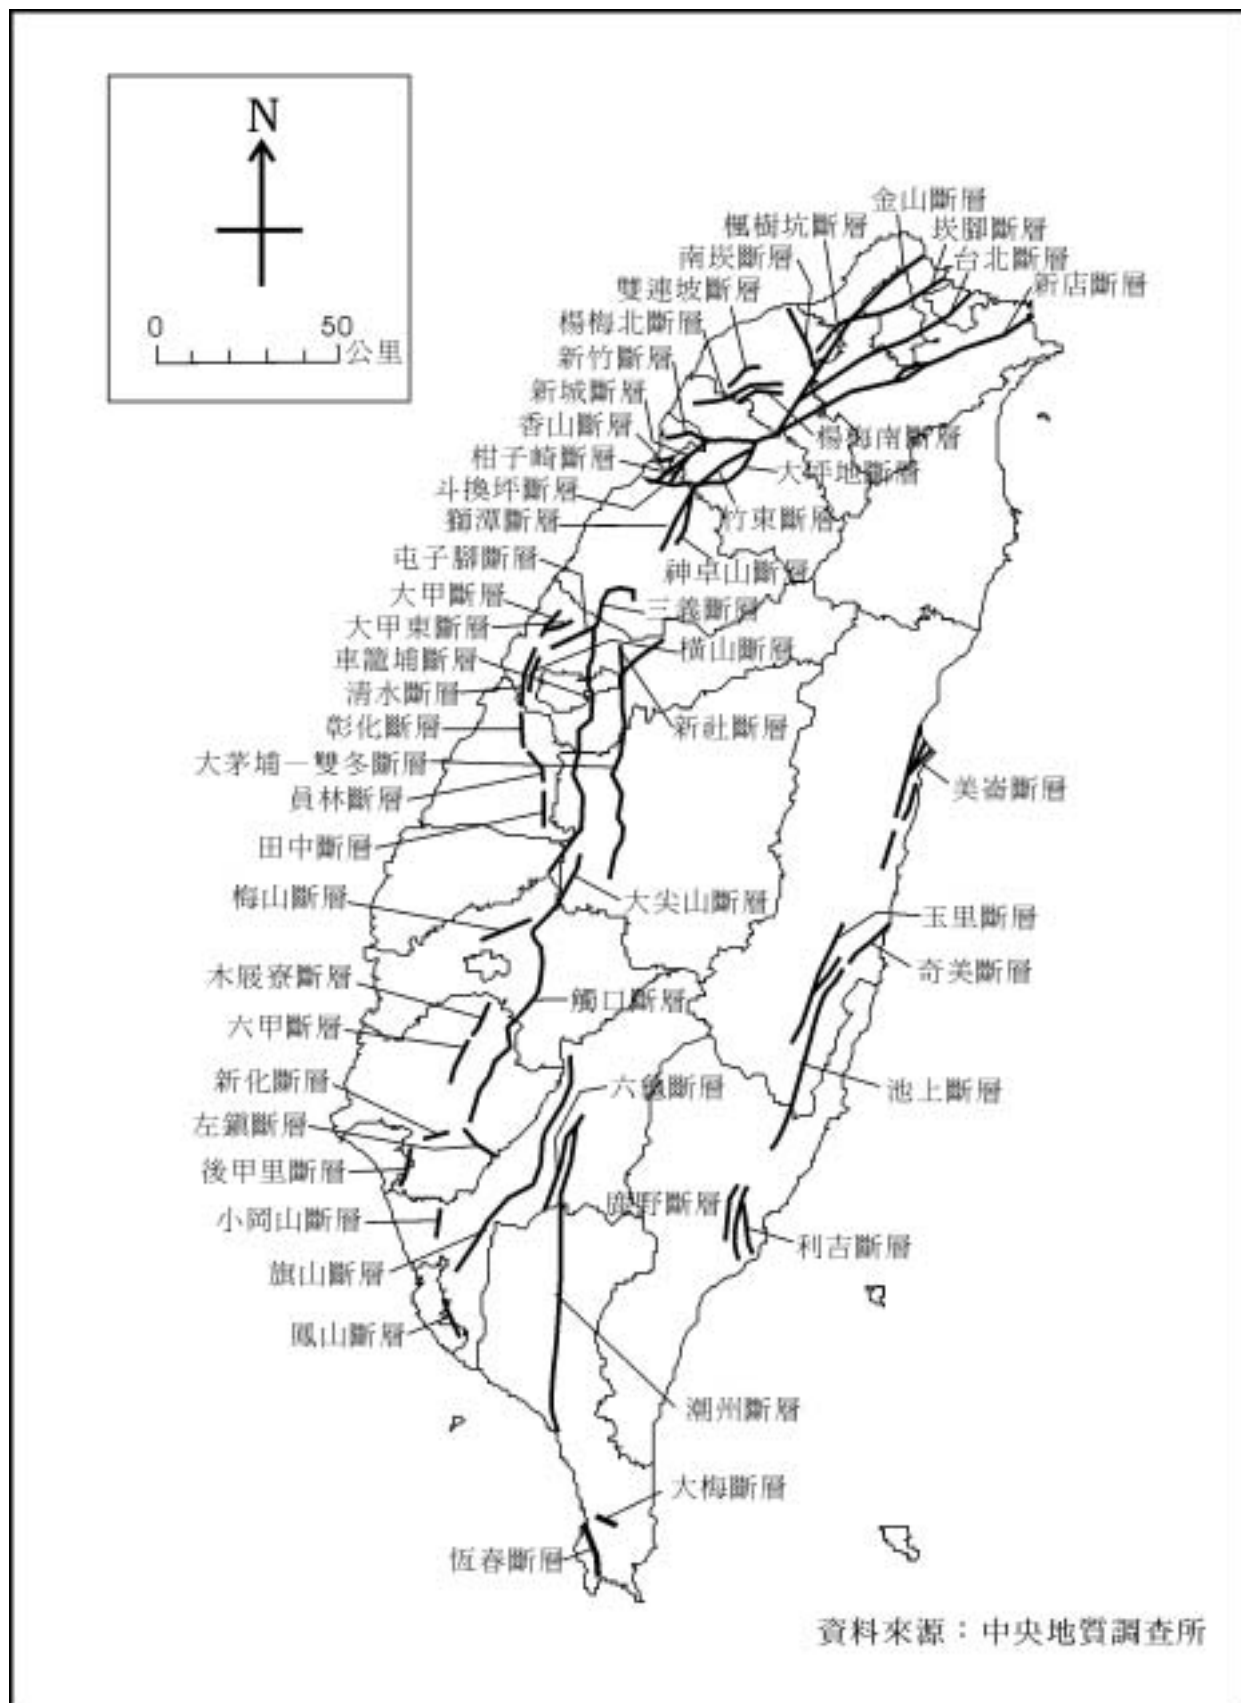 N
0 50
公里
金山斷層
楓樹坑斷層
崁腳斷層
南崁斷層
台北斷層
雙連坡斷層
新店斷層
楊梅北斷層
新竹斷層
新城斷層
香山斷層
楊梅南斷層
柑子崎斷層
大坪地斷層
斗換坪斷層
獅潭斷層
竹東斷層
屯子腳斷層
神卓山斷層
大甲斷層
三義斷層
大甲東斷層
橫山斷層
車籠埔斷層
清水斷層
彰化斷層
新社斷層
大茅埔－雙冬斷層
美崙斷層
員林斷層
田中斷層
梅山斷層
大尖山斷層
玉里斷層
奇美斷層
木屐寮斷層
觸口斷層
六甲斷層
新化斷層
六龜斷層
池上斷層
左鎮斷層
後甲里斷層
鹿野斷層
小岡山斷層
利吉斷層
旗山斷層
鳳山斷層
潮州斷層
大梅斷層
恆春斷層
資料來源：中央地質調查所